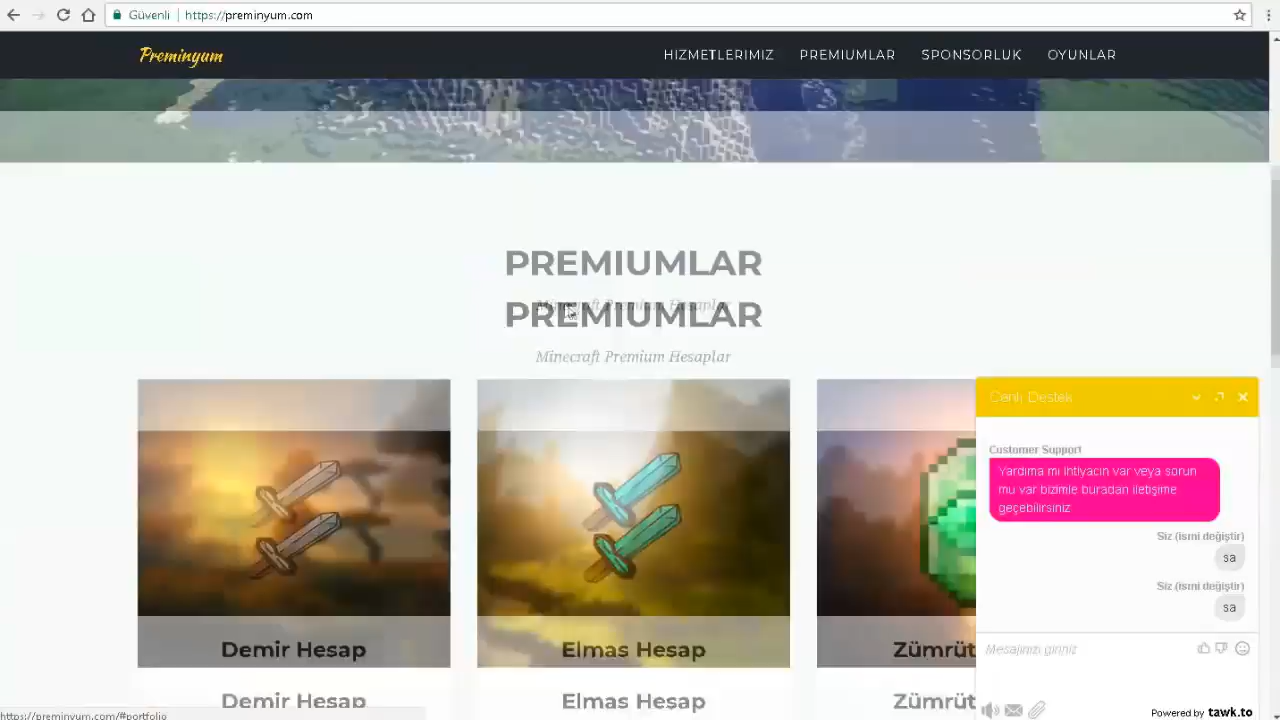 Güvenli
https://preminyum.com
Preminyum
HIZMETLERIMIZ PREMIUMLAR SPONSORLUK OYUNLAR
PREMIUMLAR
Minecraft Premium Hesaplar
PREMIUMLAR
Minecraft Premium Hesaplar
Demir Hesap
Elmas Hesap
Zümrüt
Demir Hesap
Elmas Hesap
Zümrüt
Canlı Destek
Customer Support
Yardıma mı ihtiyacın var veya sorun
mu var bizimle buradan iletişime
geçebilirsiniz
Siz (ismi değiştir)
sa
Siz (ismi değiştir)
sa
Mesajınızı giriniz
Powered by tawk.to
https://preminyum.com/#portfolio